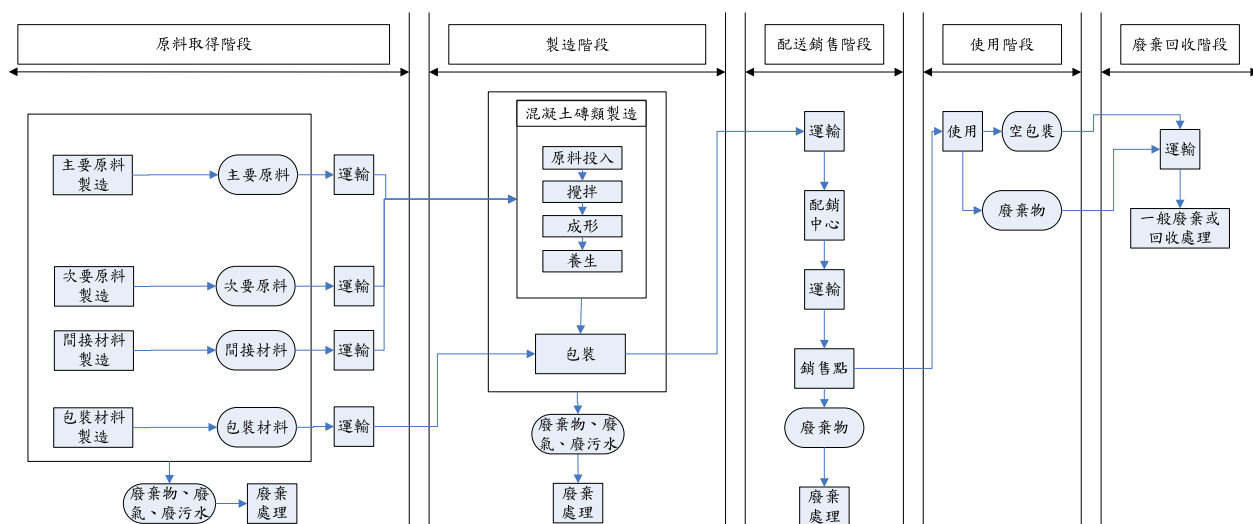 原料取得階段
製造階段
配送銷售階段
使用階段
廢棄回收階段
主要原料
製造
主要原料
運輸
次要原料
製造
次要原料
運輸
間接材料
製造
間接材料
運輸
包裝材料
製造
包裝材料
運輸
廢棄物、廢
氣、廢污水
廢棄
處理
混凝土磚類製造
原料投入
攪拌
成形
養生
包裝
廢棄物、廢
氣、廢污水
廢棄
處理
運輸
配銷
中心
運輸
銷售點
廢棄物
廢棄
處理
使用
空包裝
廢棄物
運輸
一般廢棄或
回收處理